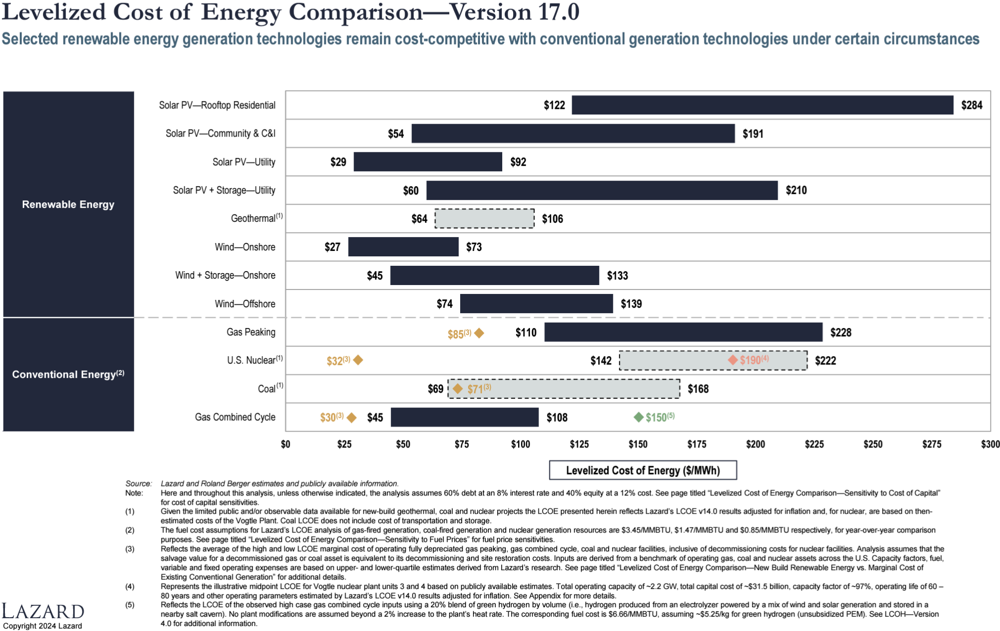 Levelized Cost of Energy Comparison—Version 17.0
Selected renewable energy generation technologies remain cost-competitive with conventional generation technologies under certain circumstances
Renewable Energy
Solar PV—Rooftop Residential $122 $284
Solar PV—Community & C&I $54 $191
Solar PV—Utility $29 $92
Solar PV + Storage—Utility $60 $210
Geothermal(1) $64 $106
Wind—Onshore $27 $73
Wind + Storage—Onshore $45 $133
Wind—Offshore $74 $139
Conventional Energy(2)
Gas Peaking $85(3) $110 $228
U.S. Nuclear(1) $32(3) $142 $190(4) $222
Coal(1) $69 $71(3) $168
Gas Combined Cycle $30(3) $45 $108 $150(5)
$0 $25 $50 $75 $100 $125 $150 $175 $200 $225 $250 $275 $300
Levelized Cost of Energy ($/MWh)
Source: Lazard and Roland Berger estimates and publicly available information.
Note: Here and throughout this analysis, unless otherwise indicated, the analysis assumes 60% debt at an 8% interest rate and 40% equity at a 12% cost. See page titled “Levelized Cost of Energy Comparison—Sensitivity to Cost of Capital”
for cost of capital sensitivities.
(1) Given the limited public and/or observable data available for new-build geothermal, coal and nuclear projects the LCOE presented herein reflects Lazard’s LCOE v14.0 results adjusted for inflation and, for nuclear, are based on then-
estimated costs of the Vogtle Plant. Coal LCOE does not include cost of transportation and storage.
(2) The fuel cost assumptions for Lazard’s LCOE analysis of gas-fired generation, coal-fired generation and nuclear generation resources are $3.45/MMBTU, $1.47/MMBTU and $0.85/MMBTU respectively, for year-over-year comparison
purposes. See page titled “Levelized Cost of Energy Comparison—Sensitivity to Fuel Prices” for fuel price sensitivities.
(3) Reflects the average of the high and low LCOE marginal cost of operating fully depreciated gas peaking, gas combined cycle, coal and nuclear facilities, inclusive of decommissioning costs for nuclear facilities. Analysis assumes that the
salvage value for a decommissioned gas or coal asset is equivalent to its decommissioning and site restoration costs. Inputs are derived from a benchmark of operating gas, coal and nuclear assets across the U.S. Capacity factors, fuel,
variable and fixed operating expenses are based on upper- and lower-quartile estimates derived from Lazard’s research. See page titled “Levelized Cost of Energy Comparison—New Build Renewable Energy vs. Marginal Cost of
Existing Conventional Generation” for additional details.
(4) Represents the illustrative midpoint LCOE for Vogtle nuclear plant units 3 and 4 based on publicly available estimates. Total operating capacity of ~2.2 GW, total capital cost of ~$31.5 billion, capacity factor of ~97%, operating life of 60 –
80 years and other operating parameters estimated by Lazard’s LCOE v14.0 results adjusted for inflation. See Appendix for more details.
(5) Reflects the LCOE of the observed high case gas combined cycle inputs using a 20% blend of green hydrogen by volume (i.e., hydrogen produced from an electrolyzer powered by a mix of wind and solar generation and stored in a
nearby salt cavern). No plant modifications are assumed beyond a 2% increase to the plant’s heat rate. The corresponding fuel cost is $6.66/MMBTU, assuming ~$5.25/kg for green hydrogen (unsubsidized PEM). See LCOH—Version
4.0 for additional information.
LAZARD
Copyright 2024 Lazard